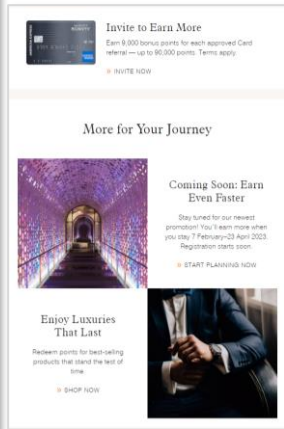 Invite to Earn More
Earn 9,000 bonus points for each approved Card
referral — up to 90,000 points. Terms apply.
» INVITE NOW
More for Your Journey
Coming Soon: Earn
Even Faster
Stay tuned for our newest
promotion! You'll earn more when
you stay 7 February–23 April 2023.
Registration starts soon.
» START PLANNING NOW
Enjoy Luxuries
That Last
Redeem points for best-selling
products that stand the test of
time.
» SHOP NOW